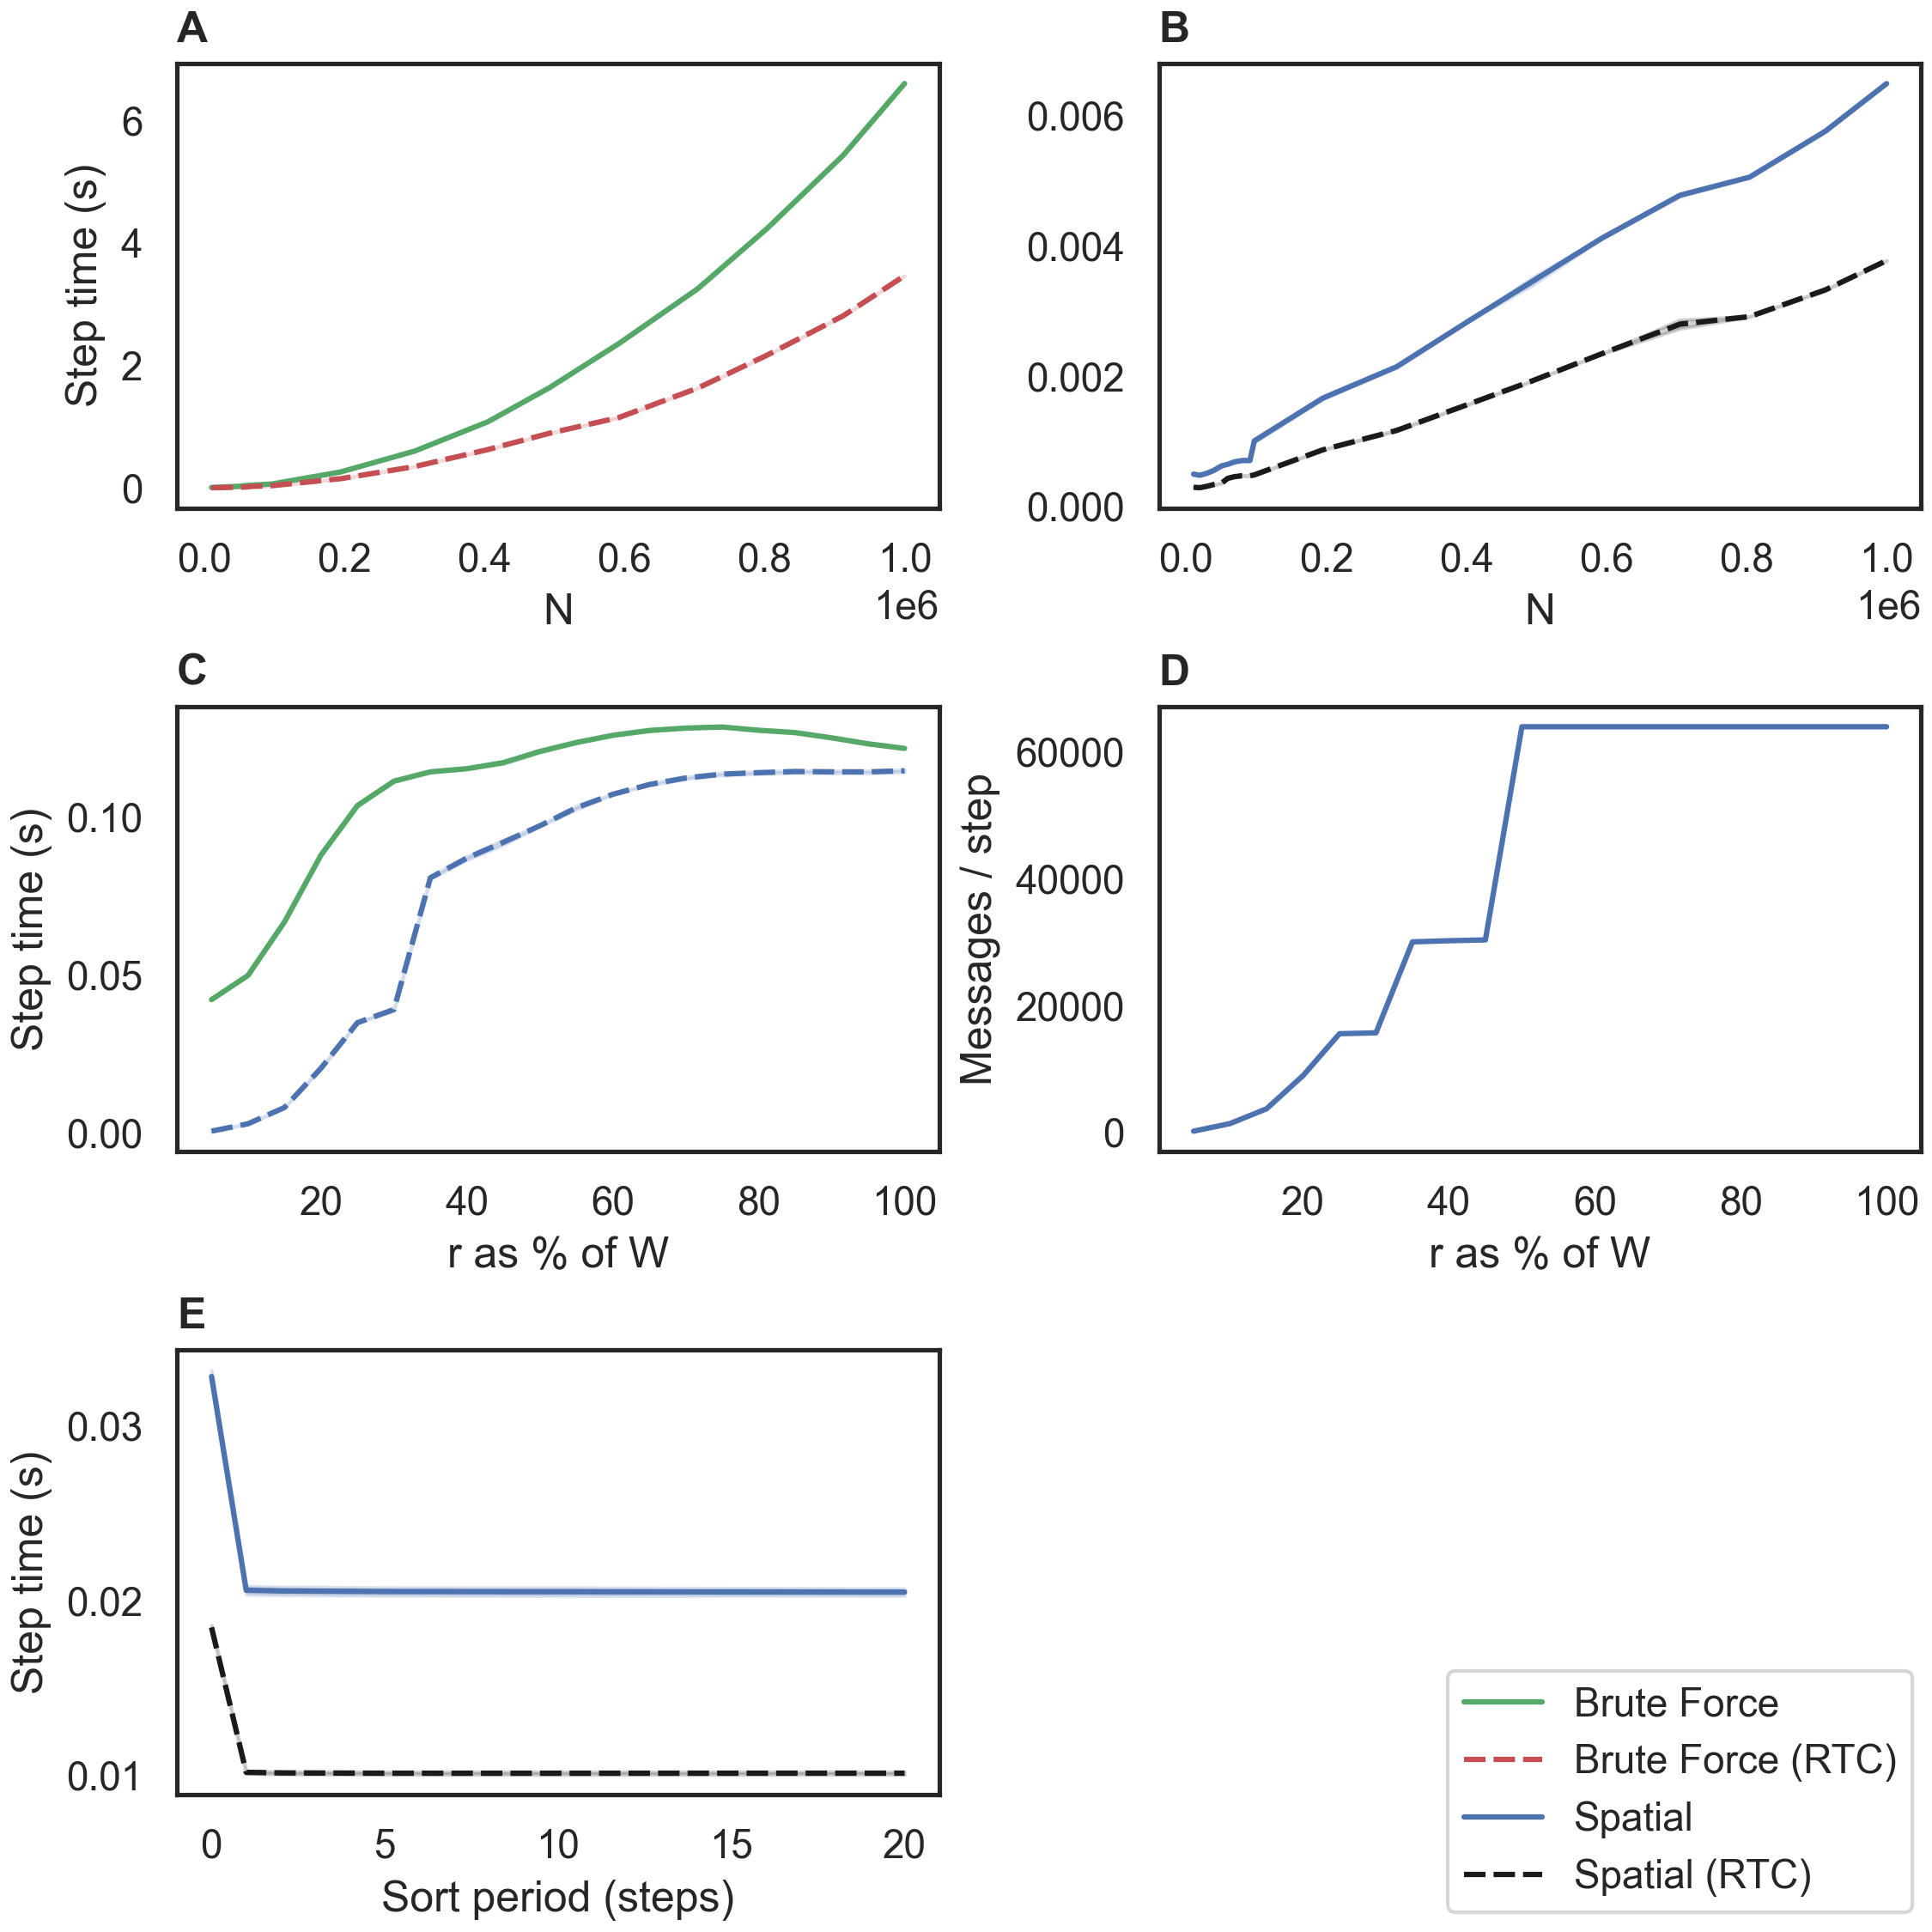 A
Step time (s)
6
4
2
0
0.0 0.2 0.4 0.6 0.8 1.0
1e6
N
B
0.006
0.004
0.002
0.000
0.0 0.2 0.4 0.6 0.8 1.0
1e6
N
C
Step time (s)
0.10
0.05
0.00
20 40 60 80 100
r as % of W
D
Messages / step
60000
40000
20000
0
20 40 60 80 100
r as % of W
E
Step time (s)
0.03
0.02
0.01
0 5 10 15 20
Sort period (steps)
Brute Force
Brute Force (RTC)
Spatial
Spatial (RTC)